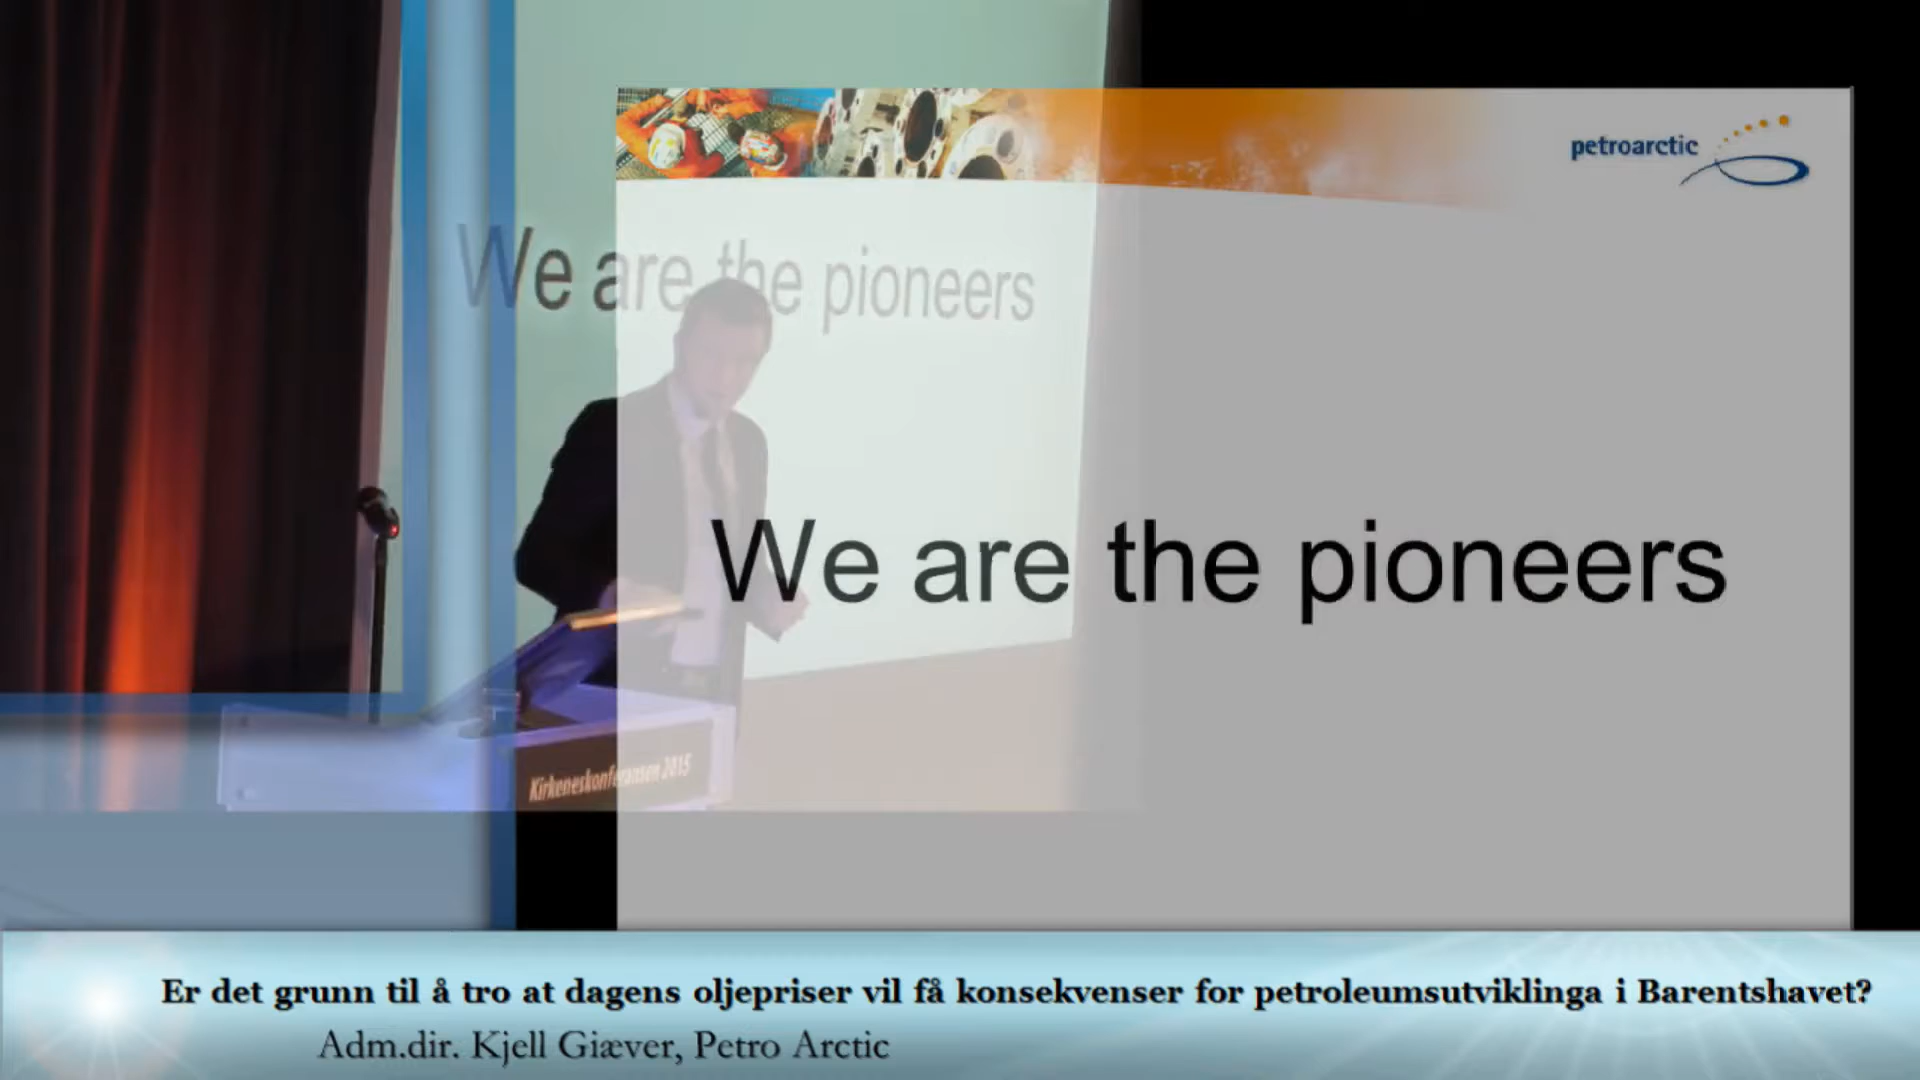 petroarctic
We are the pioneers
We are the pioneers
Kirkeneskonferansen 2015
Er det grunn til å tro at dagens oljepriser vil få konsekvenser for petroleumsutviklinga i Barentshavet?
Adm.dir. Kjell Giæver, Petro Arctic